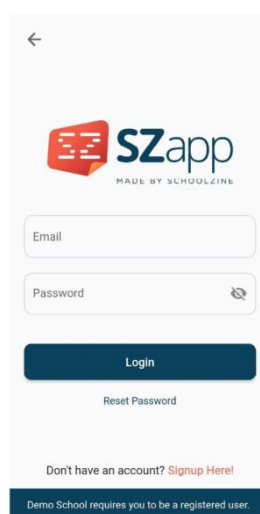 SZapp
MADE BY SCHOOLZINE
Email
Password
Login
Reset Password
Don't have an account? Signup Here!
Demo School requires you to be a registered user.